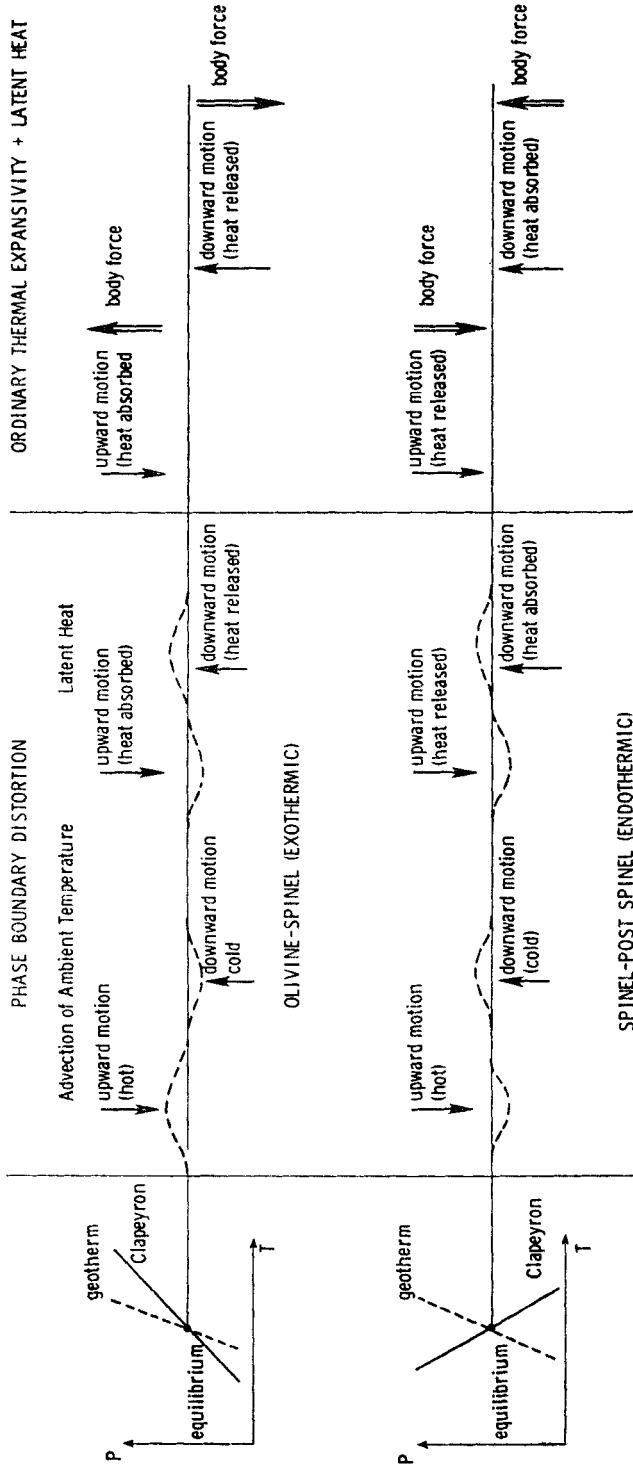 PHASE BOUNDARY DISTORTION
ORDINARY THERMAL EXPANSIVITY + LATENT HEAT
Advection of Ambient Temperature
Latent Heat
P
geotherm
Clapeyron
equilibrium
T
upward motion
(hot)
downward motion
cold
upward motion
(heat absorbed)
downward motion
(heat released)
upward motion
(heat absorbed
body force
downward motion
(heat released)
body force
OLIVINE-SPINEL (EXOTHERMIC)
P
geotherm
equilibrium
Clapeyron
T
upward motion
(hot)
downward motion
(cold)
upward motion
(heat released)
downward motion
(heat absorbed)
upward motion
(heat released)
body force
downward motion
(heat absorbed)
body force
SPINEL-POST SPINEL (ENDOTHERMIC)